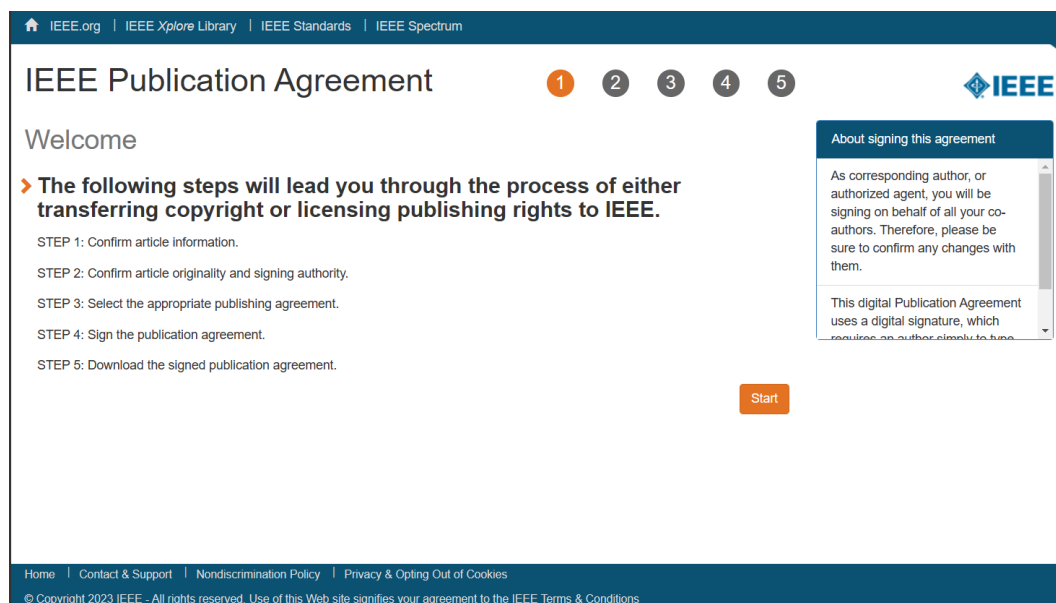 IEEE.org | IEEE Xplore Library | IEEE Standards | IEEE Spectrum
IEEE Publication Agreement
1 2 3 4 5
IEEE
Welcome
The following steps will lead you through the process of either
transferring copyright or licensing publishing rights to IEEE.
STEP 1: Confirm article information.
STEP 2: Confirm article originality and signing authority.
STEP 3: Select the appropriate publishing agreement.
STEP 4: Sign the publication agreement.
STEP 5: Download the signed publication agreement.
Start
About signing this agreement
As corresponding author, or
authorized agent, you will be
signing on behalf of all your co-
authors. Therefore, please be
sure to confirm any changes with
them.
This digital Publication Agreement
uses a digital signature, which
requires an author simply to type
Home | Contact & Support | Nondiscrimination Policy | Privacy & Opting Out of Cookies
© Copyright 2023 IEEE - All rights reserved. Use of this Web site signifies your agreement to the IEEE Terms & Conditions